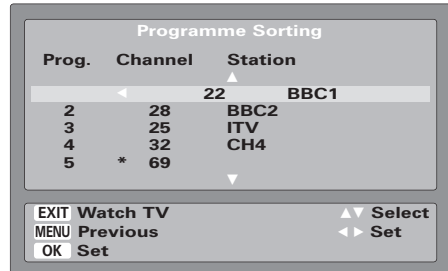 Programme Sorting
Prog. Channel Station
22 BBC1
2 28 BBC2
3 25 ITV
4 32 CH4
5 * 69
EXIT Watch TV ▲▼ Select
MENU Previous ◀ ▶ Set
OK Set